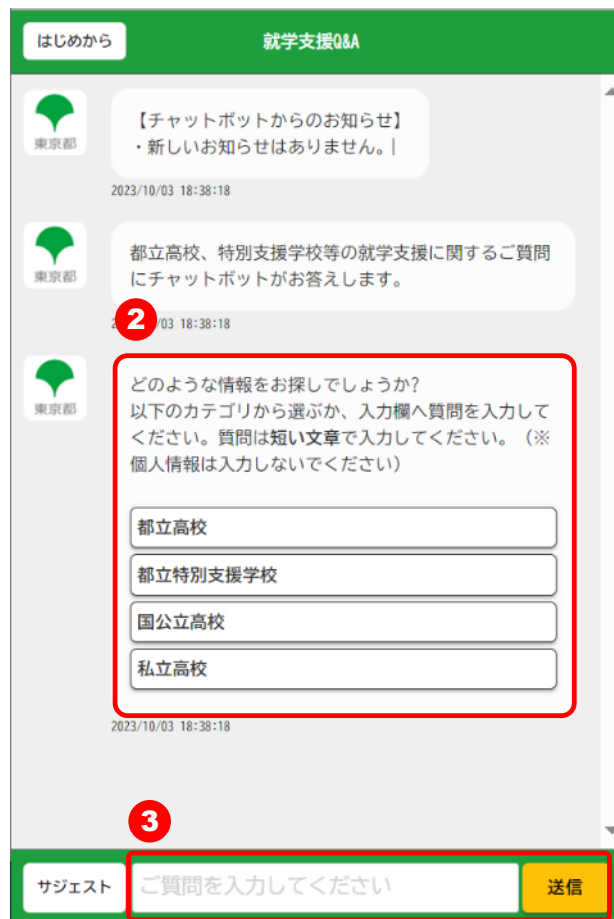 はじめから
就学支援Q&A
【チャットボットからのお知らせ】
・新しいお知らせはありません。|
東京都
2023/10/03 18:38:18
都立高校、特別支援学校等の就学支援に関するご質問
にチャットボットがお答えします。
東京都
2 /03 18:38:18
2
どのような情報をお探しでしょうか?
以下のカテゴリから選ぶか、入力欄へ質問を入力して
ください。質問は短い文章で入力してください。（※
個人情報は入力しないでください）
東京都
都立高校
都立特別支援学校
国公立高校
私立高校
2023/10/03 18:38:18
3
サジェスト
ご質問を入力してください
送信